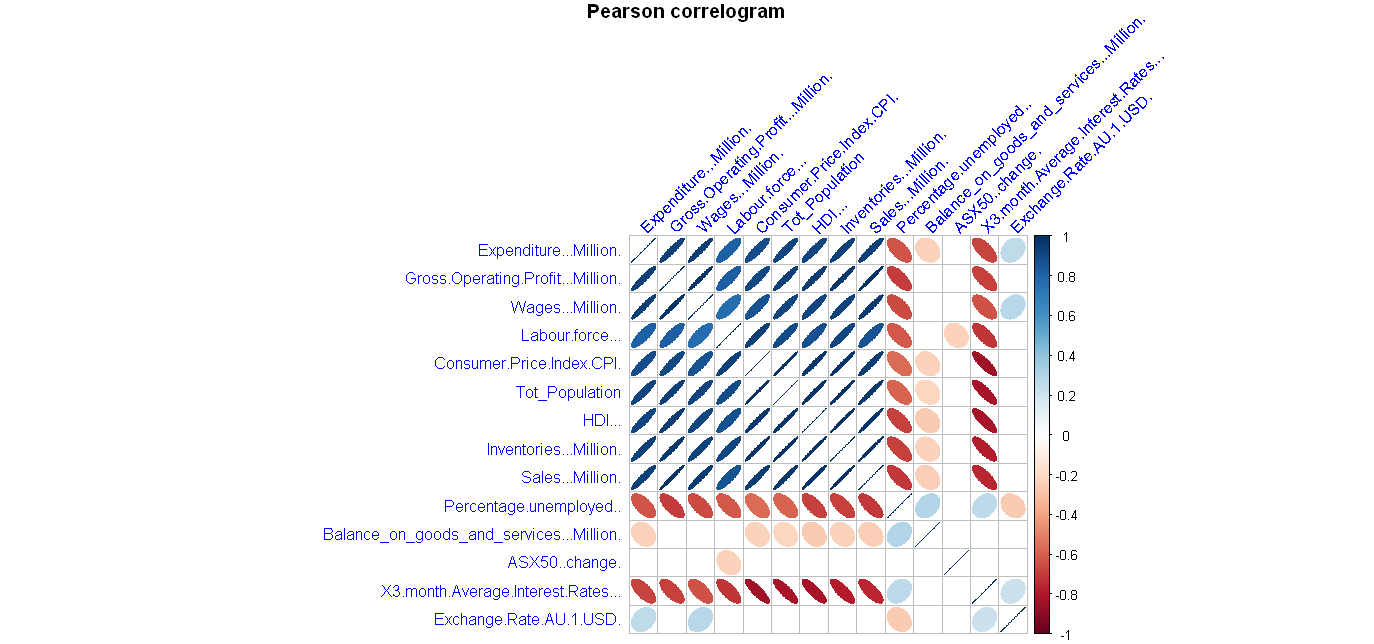 Pearson correlogram
Expenditure...Million.
Gross.Operating.Profit...Million.
Wages...Million.
Labour.force...
Consumer.Price.Index.CPI.
Tot_Population
HDI...
Inventories...Million.
Sales...Million.
Percentage.unemployed..
Balance_on_goods_and_services...Million.
ASX50..change.
X3.month.Average.Interest.Rates...
Exchange.Rate.AU.1.USD.
Expenditure...Million.
Gross.Operating.Profit...Million.
Wages...Million.
Labour.force...
Consumer.Price.Index.CPI.
Tot_Population
HDI...
Inventories...Million.
Sales...Million.
Percentage.unemployed..
Balance_on_goods_and_services...Million.
ASX50..change.
X3.month.Average.Interest.Rates...
Exchange.Rate.AU.1.USD.
1
0.8
0.6
0.4
0.2
0
-0.2
-0.4
-0.6
-0.8
-1